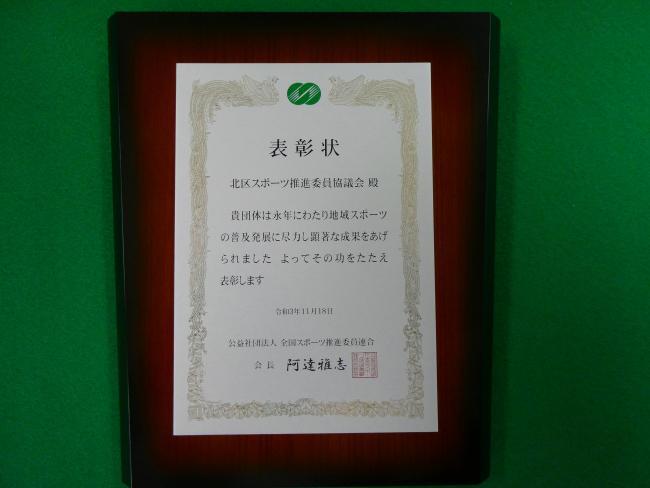 表彰状
北区スポーツ推進委員協議会 殿
貴団体は永年にわたり地域スポーツ
の普及発展に尽力し顕著な成果をあげ
られました よってその功をたたえ
表彰します
令和3年11月18日
公益社団法人 全国スポーツ推進委員連合
会長 阿達雅志